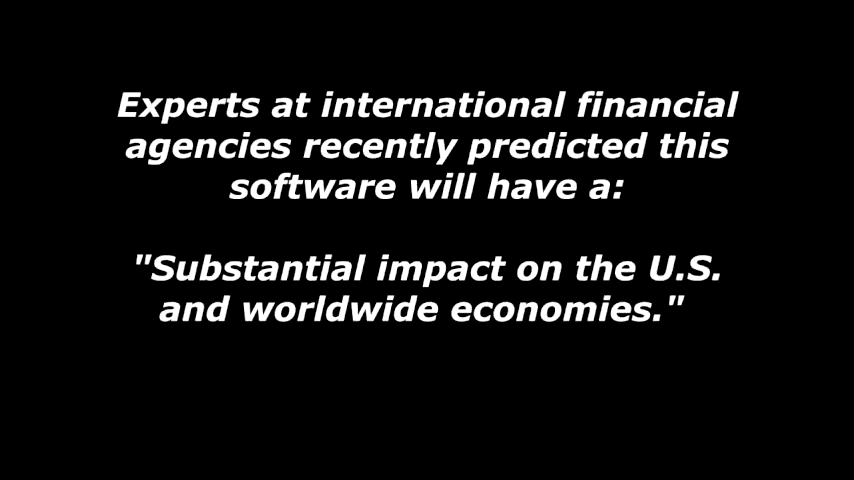 Experts at international financial
agencies recently predicted this
software will have a:
"Substantial impact on the U.S.
and worldwide economies."